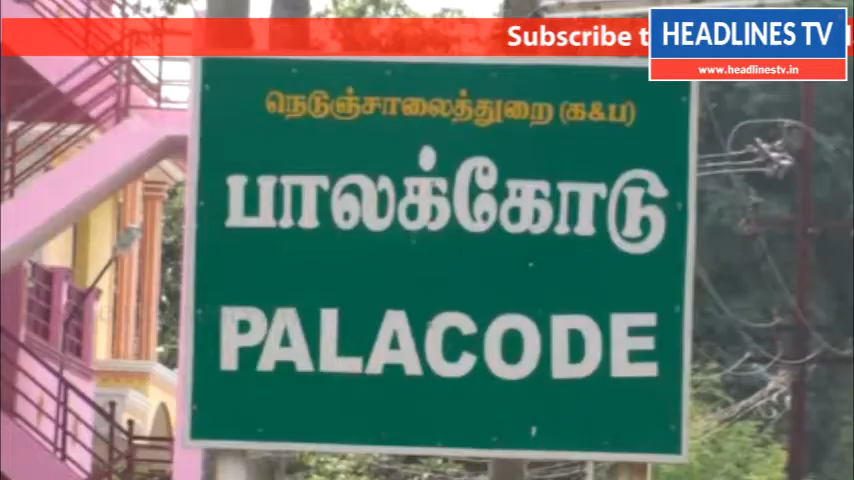 Subscribe t
HEADLINES TV
www.headlinestv.in
நெடுஞ்சாலைத்துறை (க&ப)
பாலக்கோடு
PALACODE